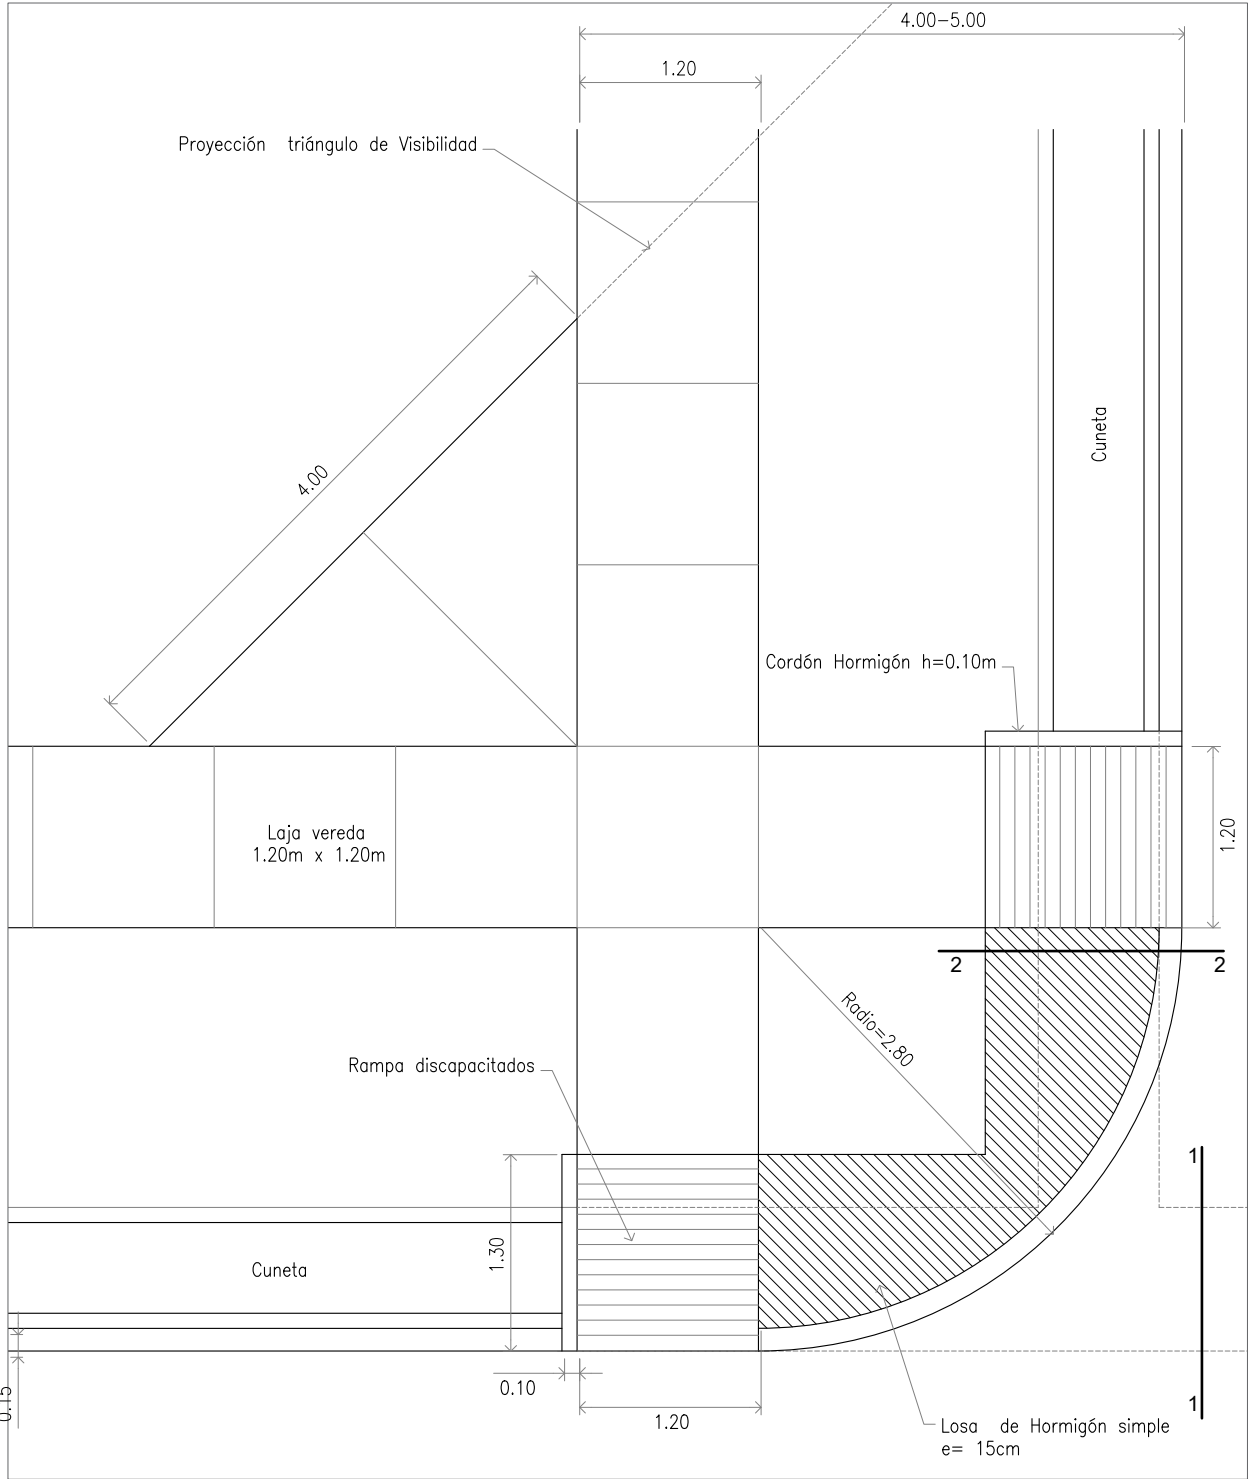 4.00-5.00
1.20
Proyección triángulo de Visibilidad
4.00
Cuneta
Cordón Hormigón h=0.10m
Laja vereda
1.20m x 1.20m
1.20
2
2
Radio=2.80
Rampa discapacitados
1
1.30
Cuneta
0.10
0.15
1
1.20
Losa de Hormigón simple
e= 15cm